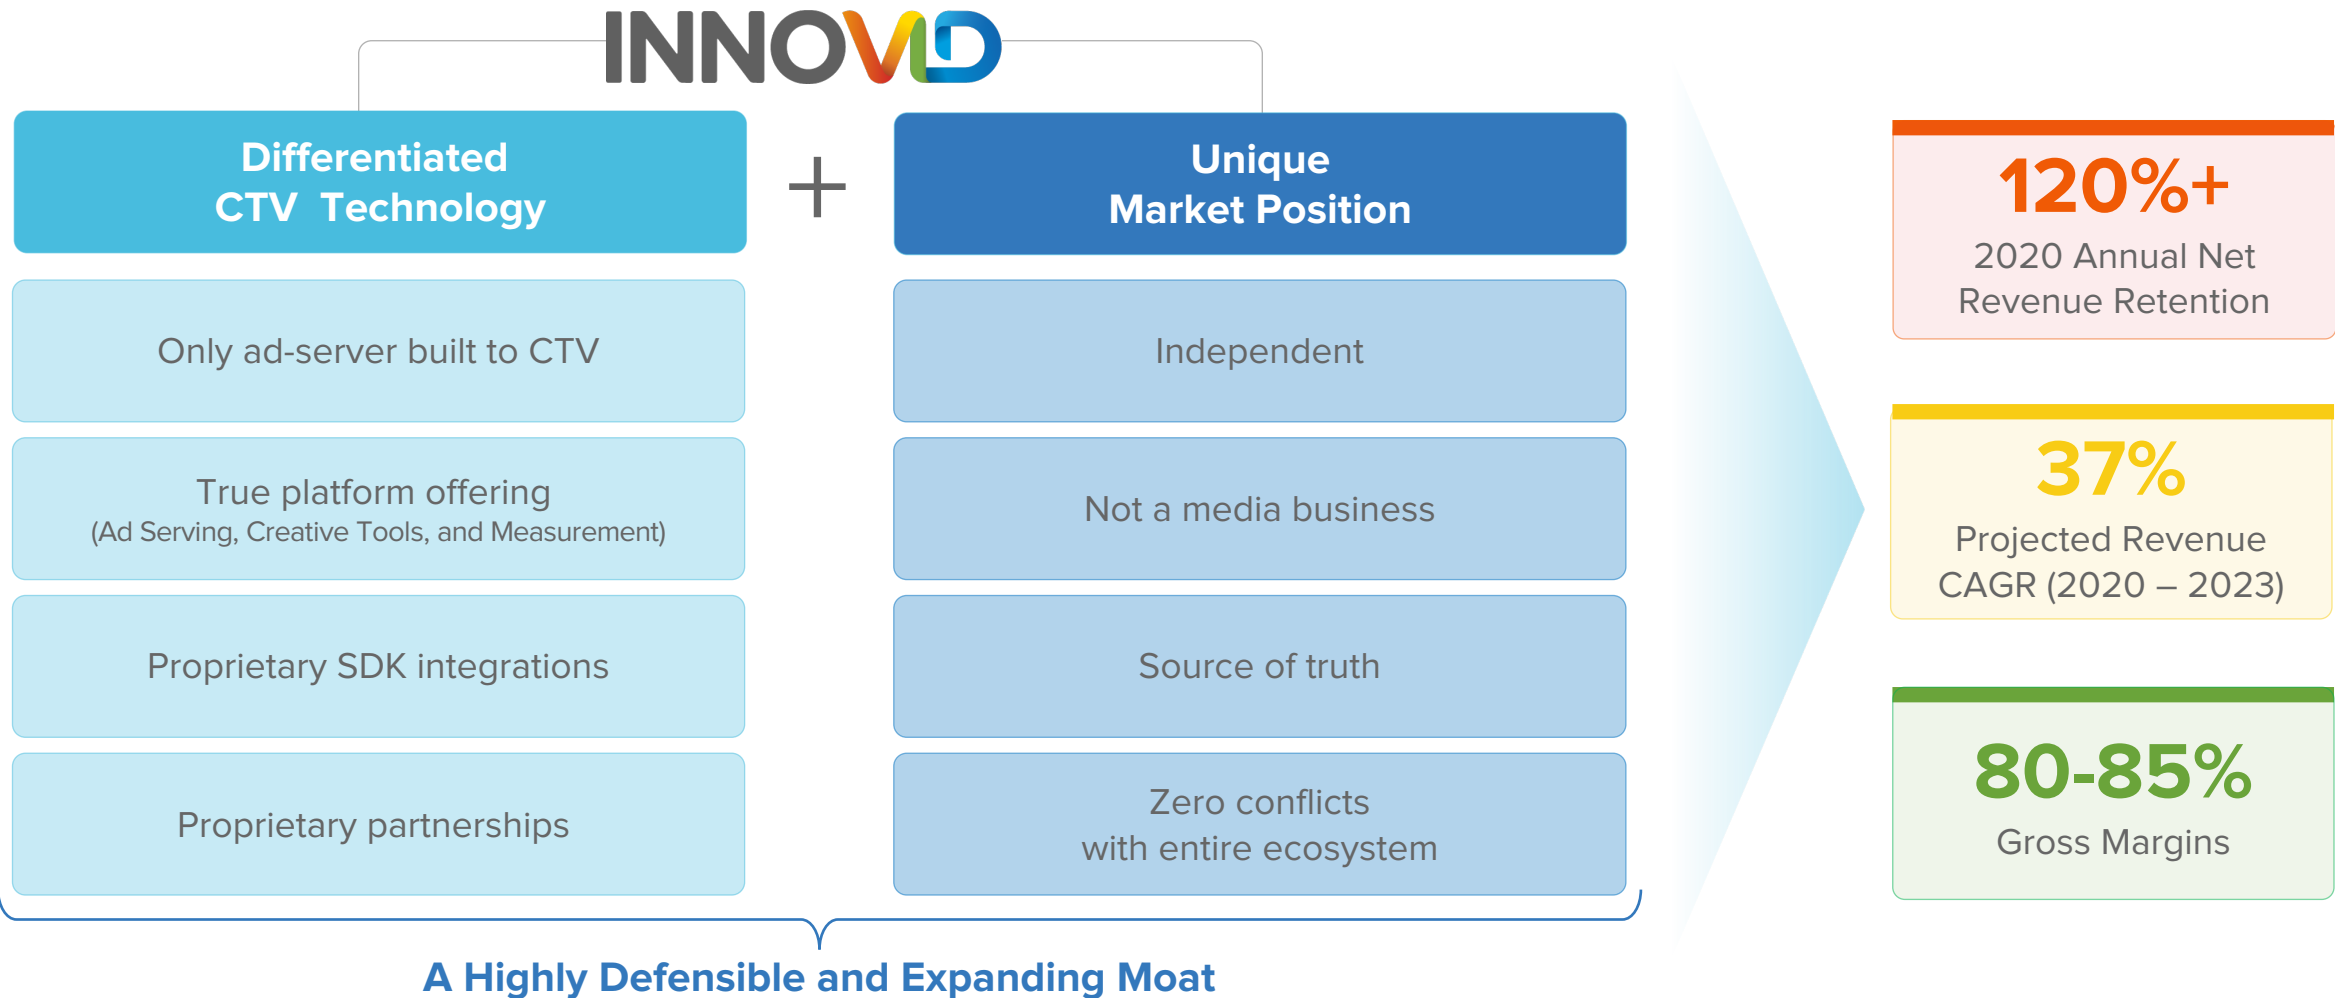 INNOVID
Differentiated
CTV Technology
+
Unique
Market Position
Only ad-server built to CTV
True platform offering
(Ad Serving, Creative Tools, and Measurement)
Proprietary SDK integrations
Proprietary partnerships
Independent
Not a media business
Source of truth
Zero conflicts
with entire ecosystem
A Highly Defensible and Expanding Moat
120%+
2020 Annual Net
Revenue Retention
37%
Projected Revenue
CAGR (2020 – 2023)
80-85%
Gross Margins